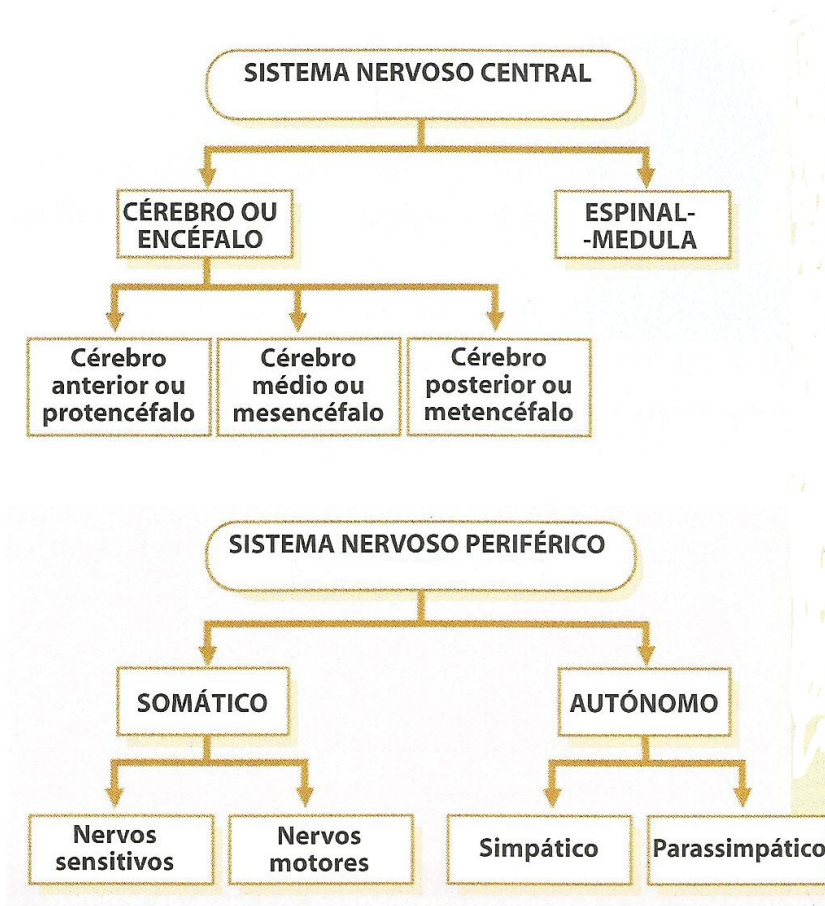 SISTEMA NERVOSO CENTRAL
CÉREBRO OU
ENCÉFALO
ESPINAL-
-MEDULA
Cérebro
anterior ou
protencéfalo
Cérebro
médio ou
mesencéfalo
Cérebro
posterior ou
metencéfalo
SISTEMA NERVOSO PERIFÉRICO
SOMÁTICO
AUTÓNOMO
Nervos
sensitivos
Nervos
motores
Simpático
Parassimpático